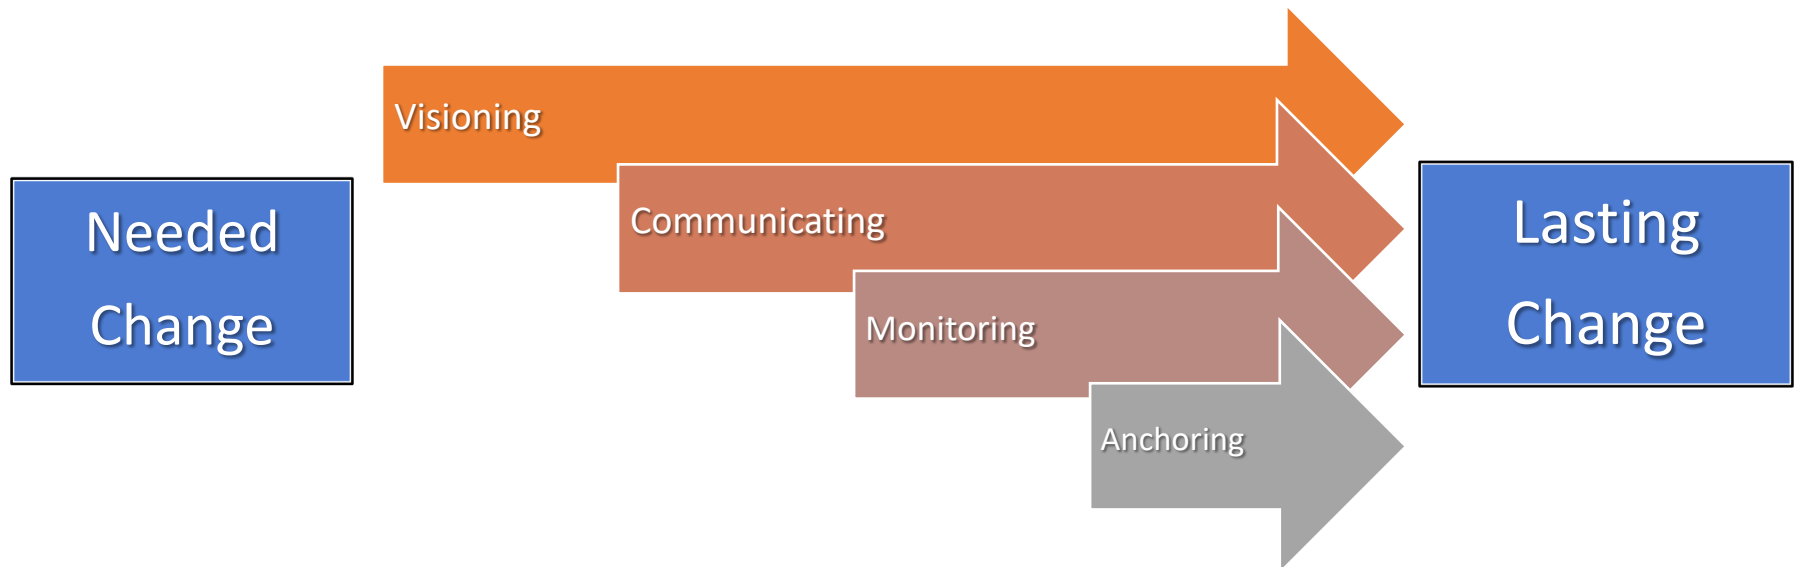 Needed
Change
Visioning
Communicating
Monitoring
Anchoring
Lasting
Change